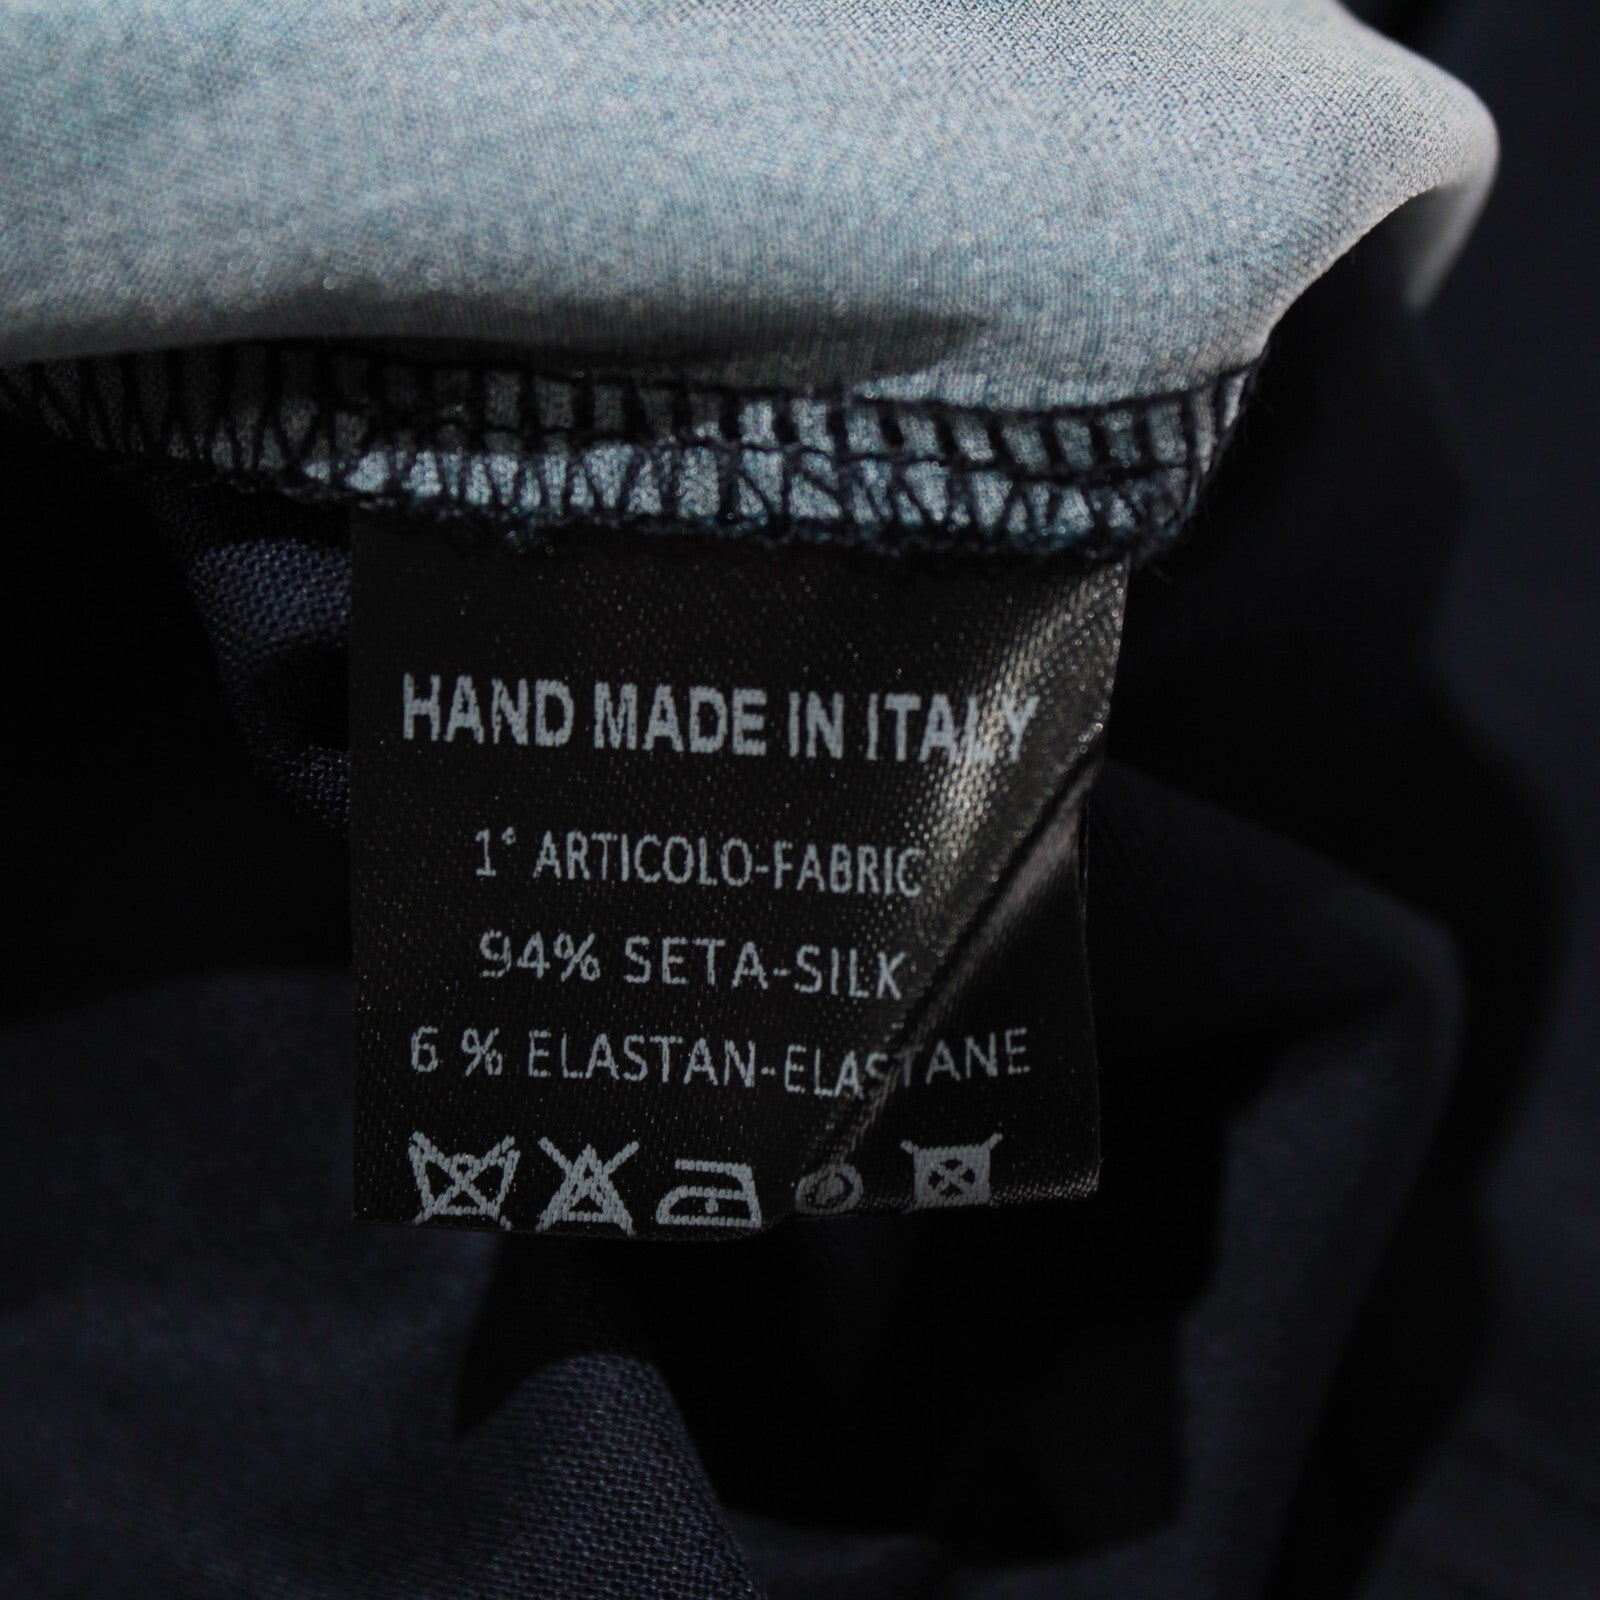 HAND MADE IN ITALY
1° ARTICOLO-FABRIC
94% SETA-SILK
6 % ELASTAN-ELASTANE
P